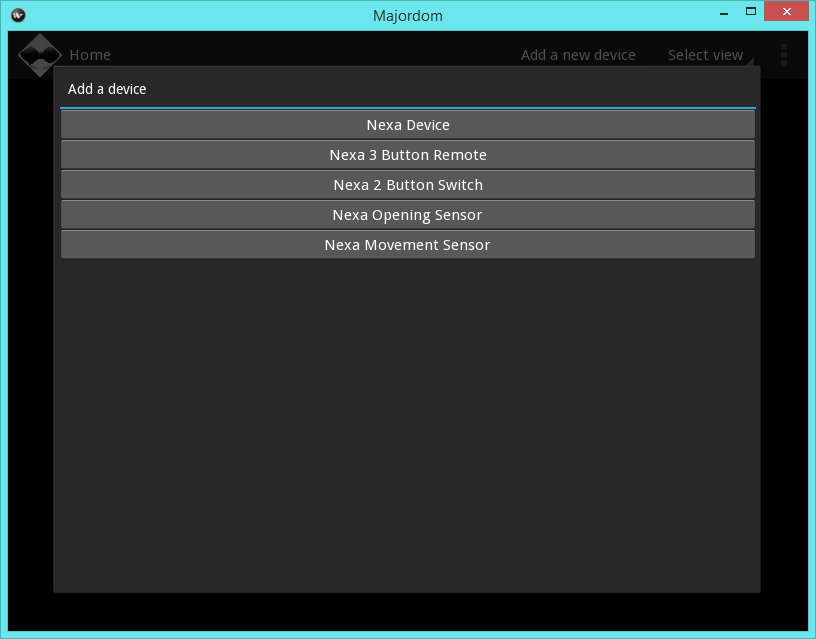 Majordom
Home
Add a new device
Select view
Add a device
Nexa Device
Nexa 3 Button Remote
Nexa 2 Button Switch
Nexa Opening Sensor
Nexa Movement Sensor